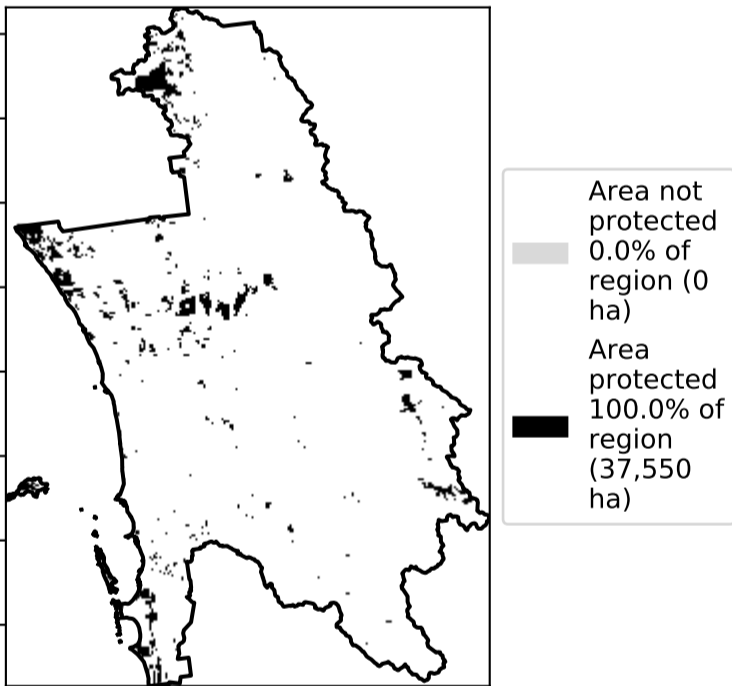 Area not
protected
0.0% of
region (0
ha)
Area
protected
100.0% of
region
(37,550
ha)